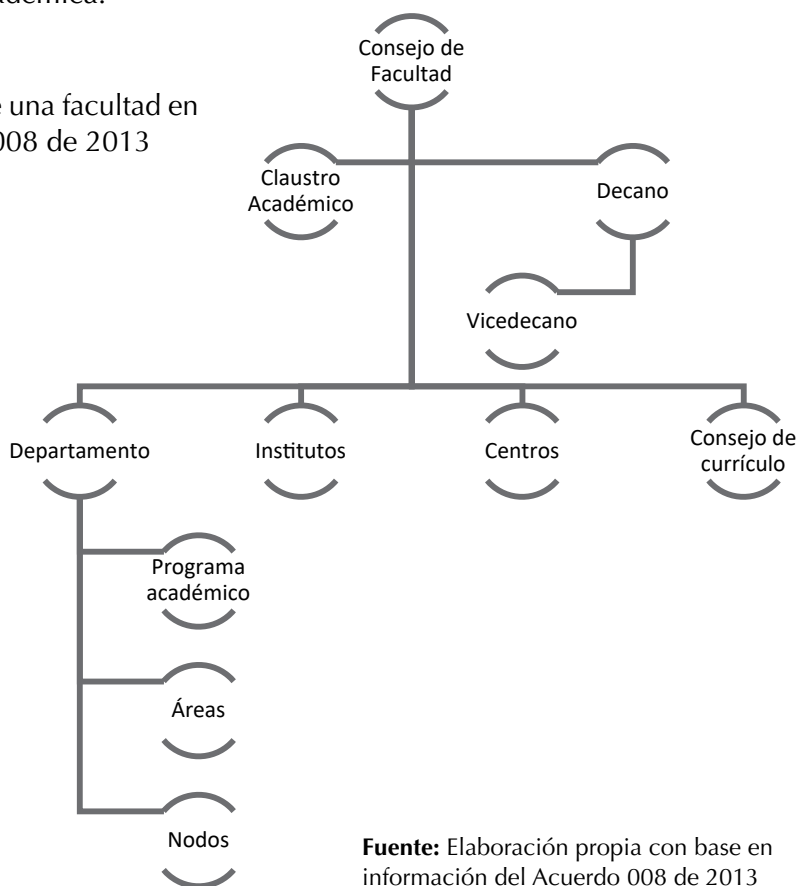 Consejo de
Facultad
e una facultad en
008 de 2013
Claustro
Académico
Decano
Vicedecano
Departamento
Institutos
Centros
Consejo de
currículo
Programa
académico
Áreas
Nodos
Fuente: Elaboración propia con base en
información del Acuerdo 008 de 2013